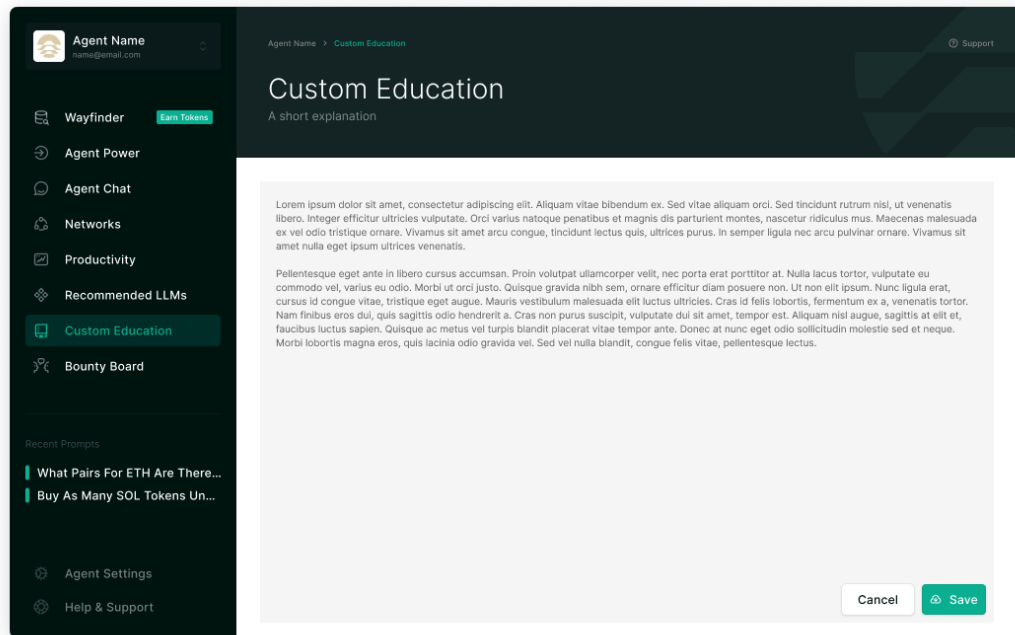 Agent Name
name@email.com
Wayfinder Earn Tokens
Agent Power
Agent Chat
Networks
Productivity
Recommended LLMs
Custom Education
Bounty Board
Recent Prompts
What Pairs For ETH Are There...
Buy As Many SOL Tokens Un...
Agent Settings
Help & Support
Agent Name > Custom Education
Support
Custom Education
A short explanation
Lorem ipsum dolor sit amet, consectetur adipiscing elit. Aliquam vitae bibendum ex. Sed vitae aliquam orci. Sed tincidunt rutrum nisl, ut venenatis
libero. Integer efficitur ultricies vulputate. Orci varius natoque penatibus et magnis dis parturient montes, nascetur ridiculus mus. Maecenas malesuada
ex vel odio tristique ornare. Vivamus sit amet arcu congue, tincidunt lectus quis, ultrices purus. In semper ligula nec arcu pulvinar ornare. Vivamus sit
amet nulla eget ipsum ultrices venenatis.
Pellentesque eget ante in libero cursus accumsan. Proin volutpat ullamcorper velit, nec porta erat porttitor at. Nulla lacus tortor, vulputate eu
commodo vel, varius eu odio. Morbi ut orci justo. Quisque gravida nibh sem, ornare efficitur diam posuere non. Ut non elit ipsum. Nunc ligula erat,
cursus id congue vitae, tristique eget augue. Mauris vestibulum malesuada elit luctus ultricies. Cras id felis lobortis, fermentum ex a, venenatis tortor.
Nam finibus eros dui, quis sagittis odio hendrerit a. Cras non purus suscipit, vulputate dui sit amet, tempor est. Aliquam nisl augue, sagittis at elit et,
faucibus luctus sapien. Quisque ac metus vel turpis blandit placerat vitae tempor ante. Donec at nunc eget odio sollicitudin molestie sed et neque.
Morbi lobortis magna eros, quis lacinia odio gravida vel. Sed vel nulla blandit, congue felis vitae, pellentesque lectus.
Cancel
Save